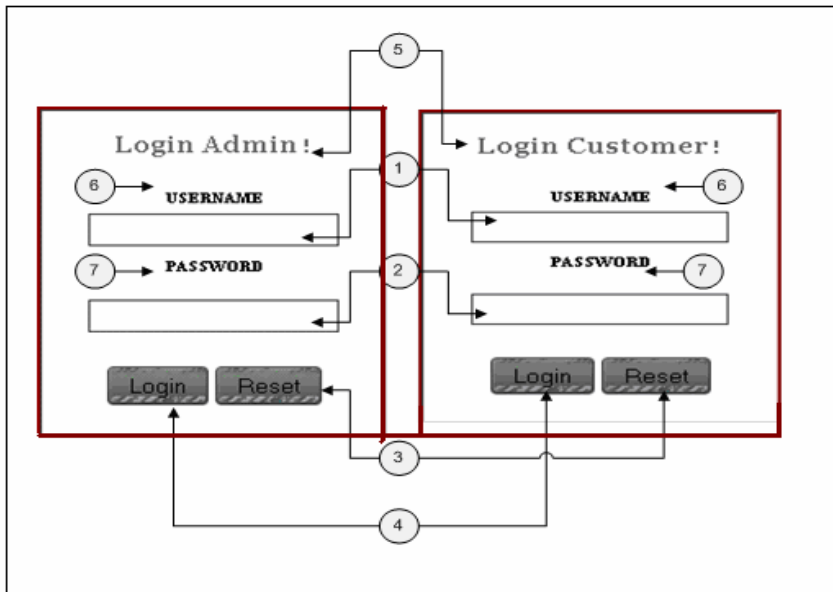 5
Login Admin!
Login Customer!
1
6
6
USERNAME
USERNAME
7
PASSWORD
2
PASSWORD
7
Login Reset
Login Reset
3
4